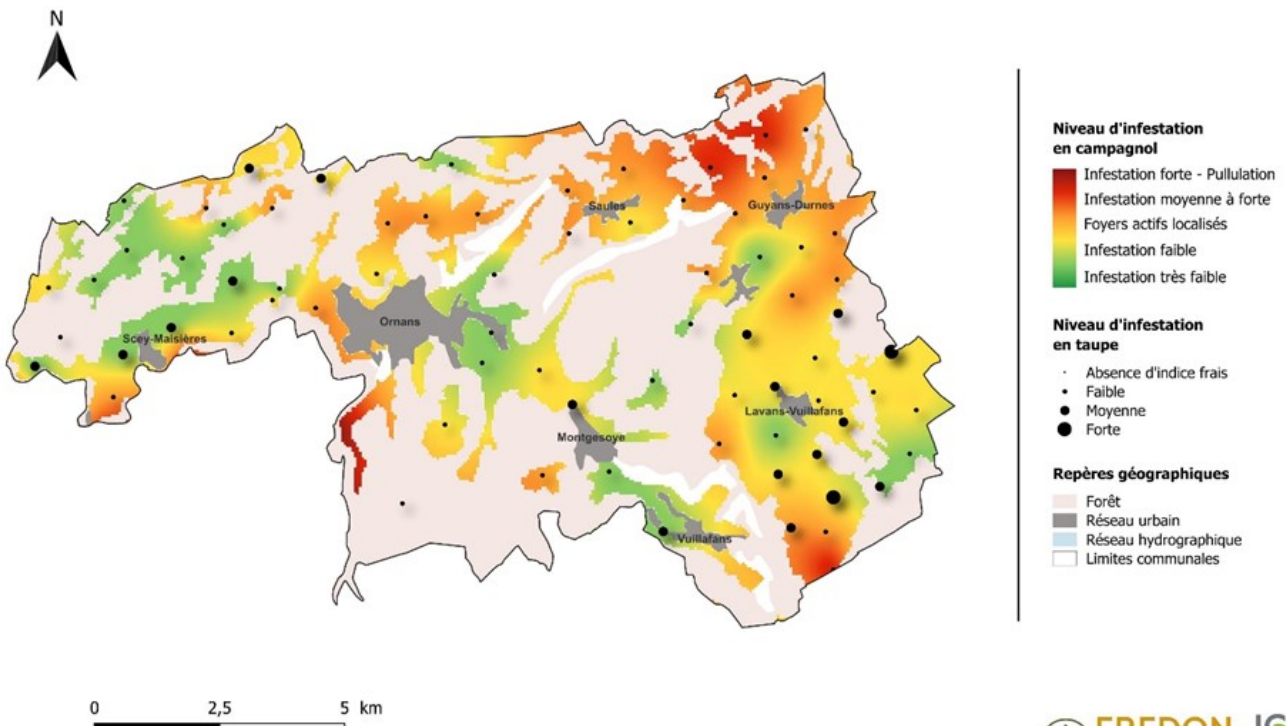 N
Saules
Guyans-Durnes
Ornans
Scey-Maisières
Lavans-Vuillafans
Montgesoye
Vuillafans
0 2,5 5 km
Niveau d'infestation
en campagnol
Infestation forte - Pullulation
Infestation moyenne à forte
Foyers actifs localisés
Infestation faible
Infestation très faible
Niveau d'infestation
en taupe
Absence d'indice frais
Faible
Moyenne
Forte
Repères géographiques
Forêt
Réseau urbain
Réseau hydrographique
Limites communales